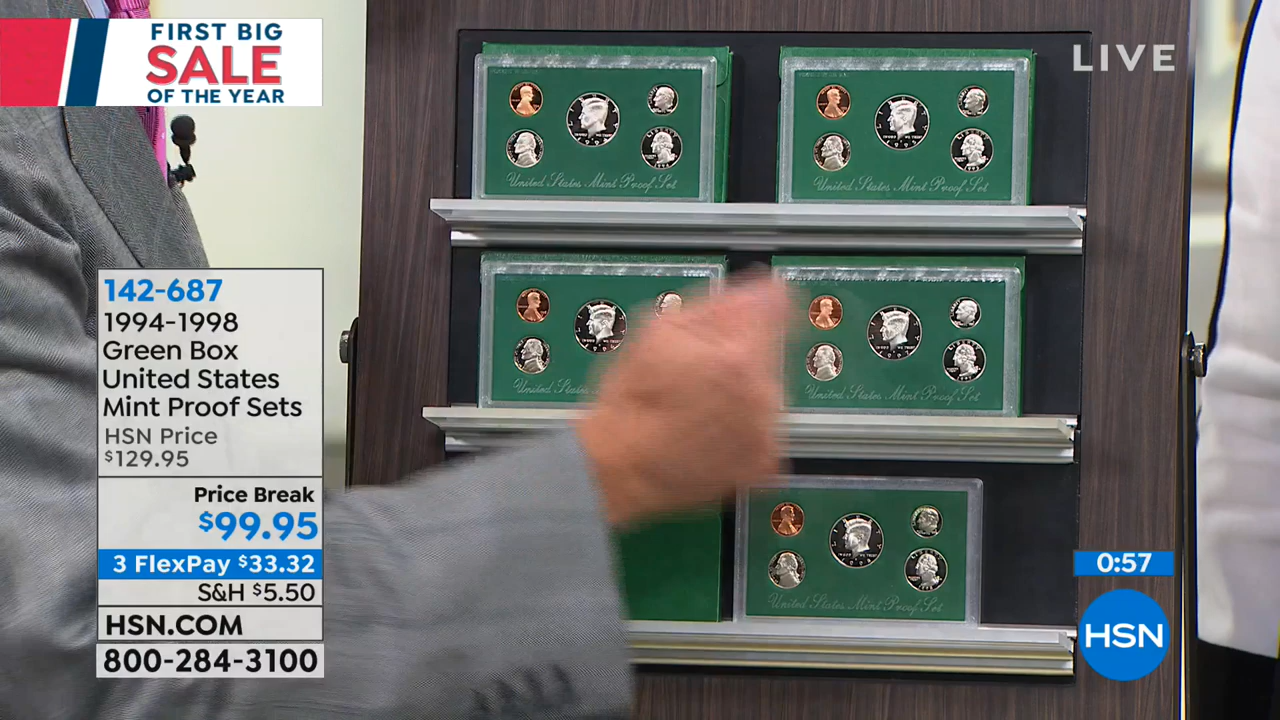 FIRST BIG
SALE
OF THE YEAR
LIVE
United States Mint Proof Set
United States Mint Proof Set
United States
United States Mint Proof Set
United States Mint Proof Set
142-687
1994-1998
Green Box
United States
Mint Proof Sets
HSN Price
$129.95
Price Break
$99.95
3 FlexPay $33.32
S&H $5.50
HSN.COM
800-284-3100
0:57
HSN